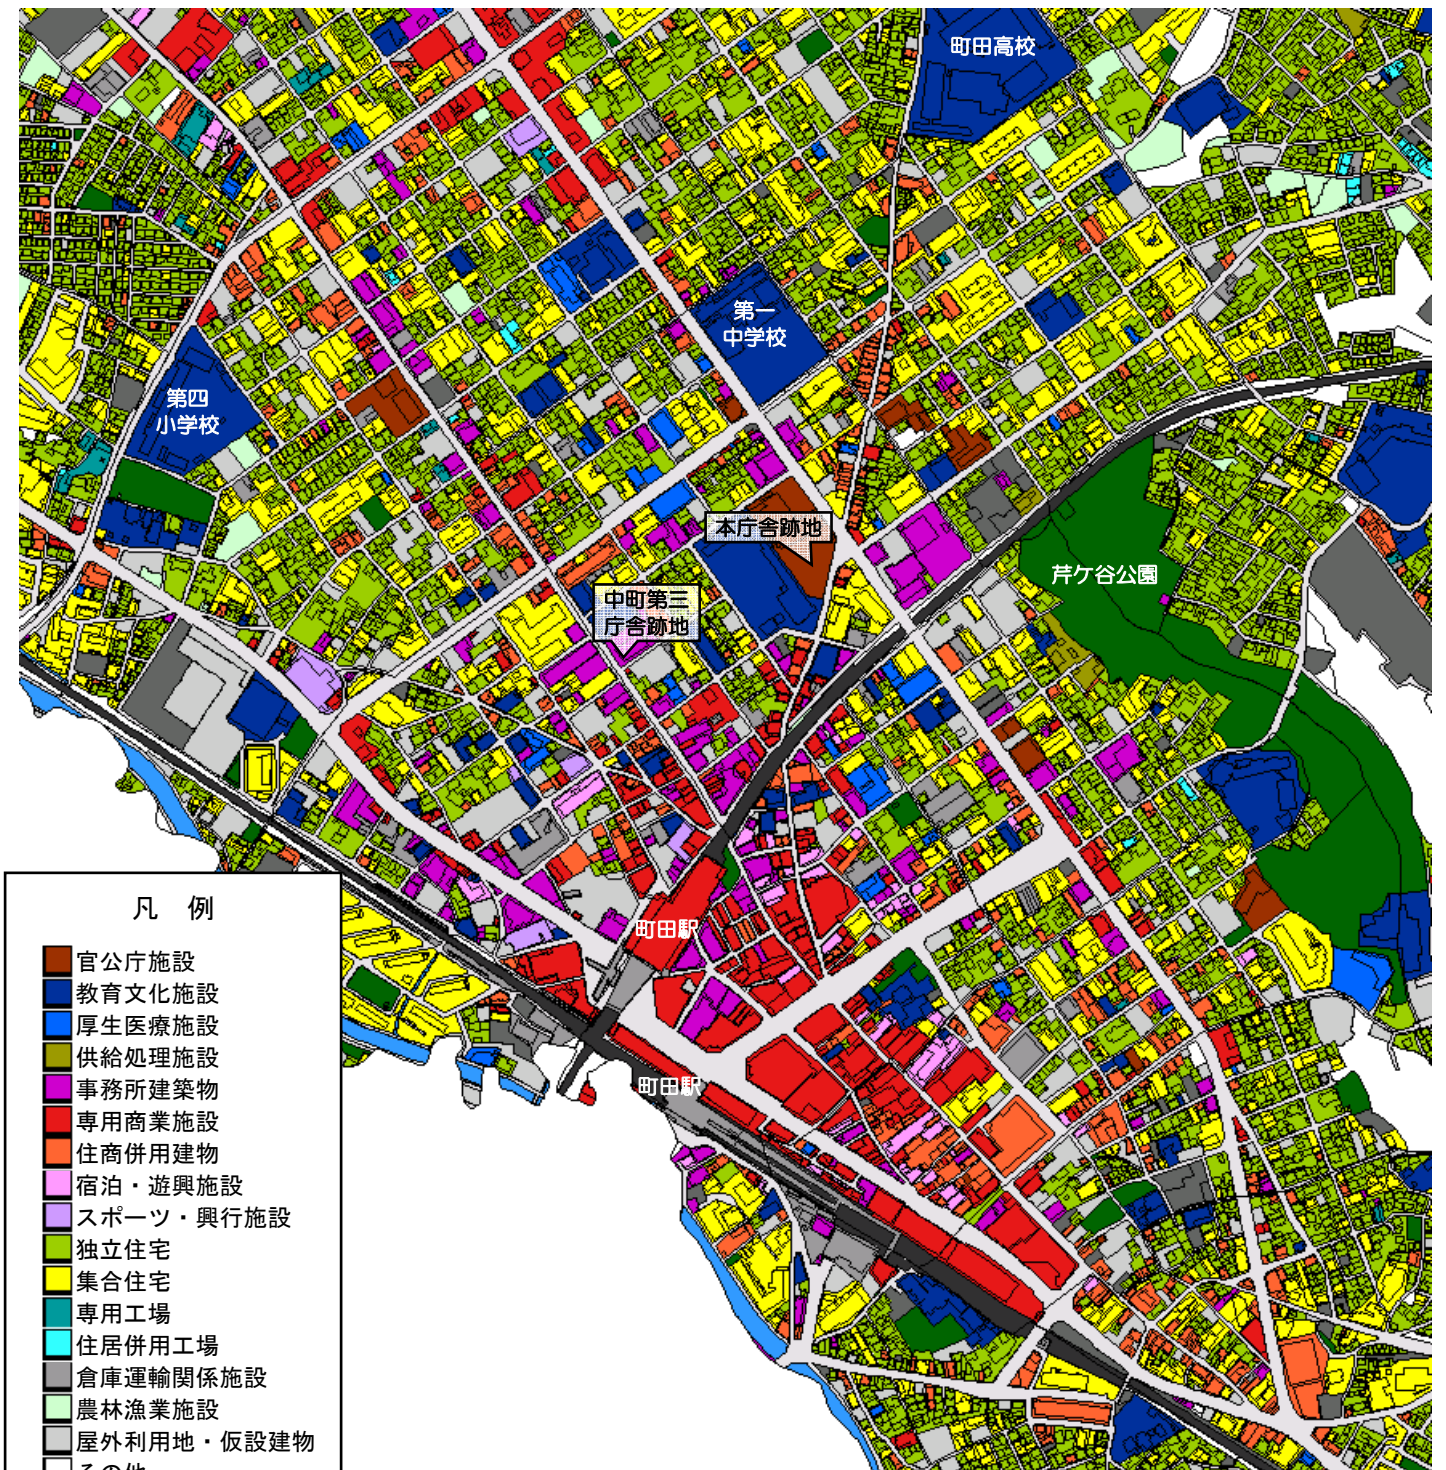 町田高校
第一
中学校
第四
小学校
本庁舎跡地
芹ケ谷公園
中町第三
庁舎跡地
町田駅
町田駅
凡 例
官公庁施設
教育文化施設
厚生医療施設
供給処理施設
事務所建築物
専用商業施設
住商併用建物
宿泊・遊興施設
スポーツ・興行施設
独立住宅
集合住宅
専用工場
住居併用工場
倉庫運輸関係施設
農林漁業施設
屋外利用地・仮設建物
その他